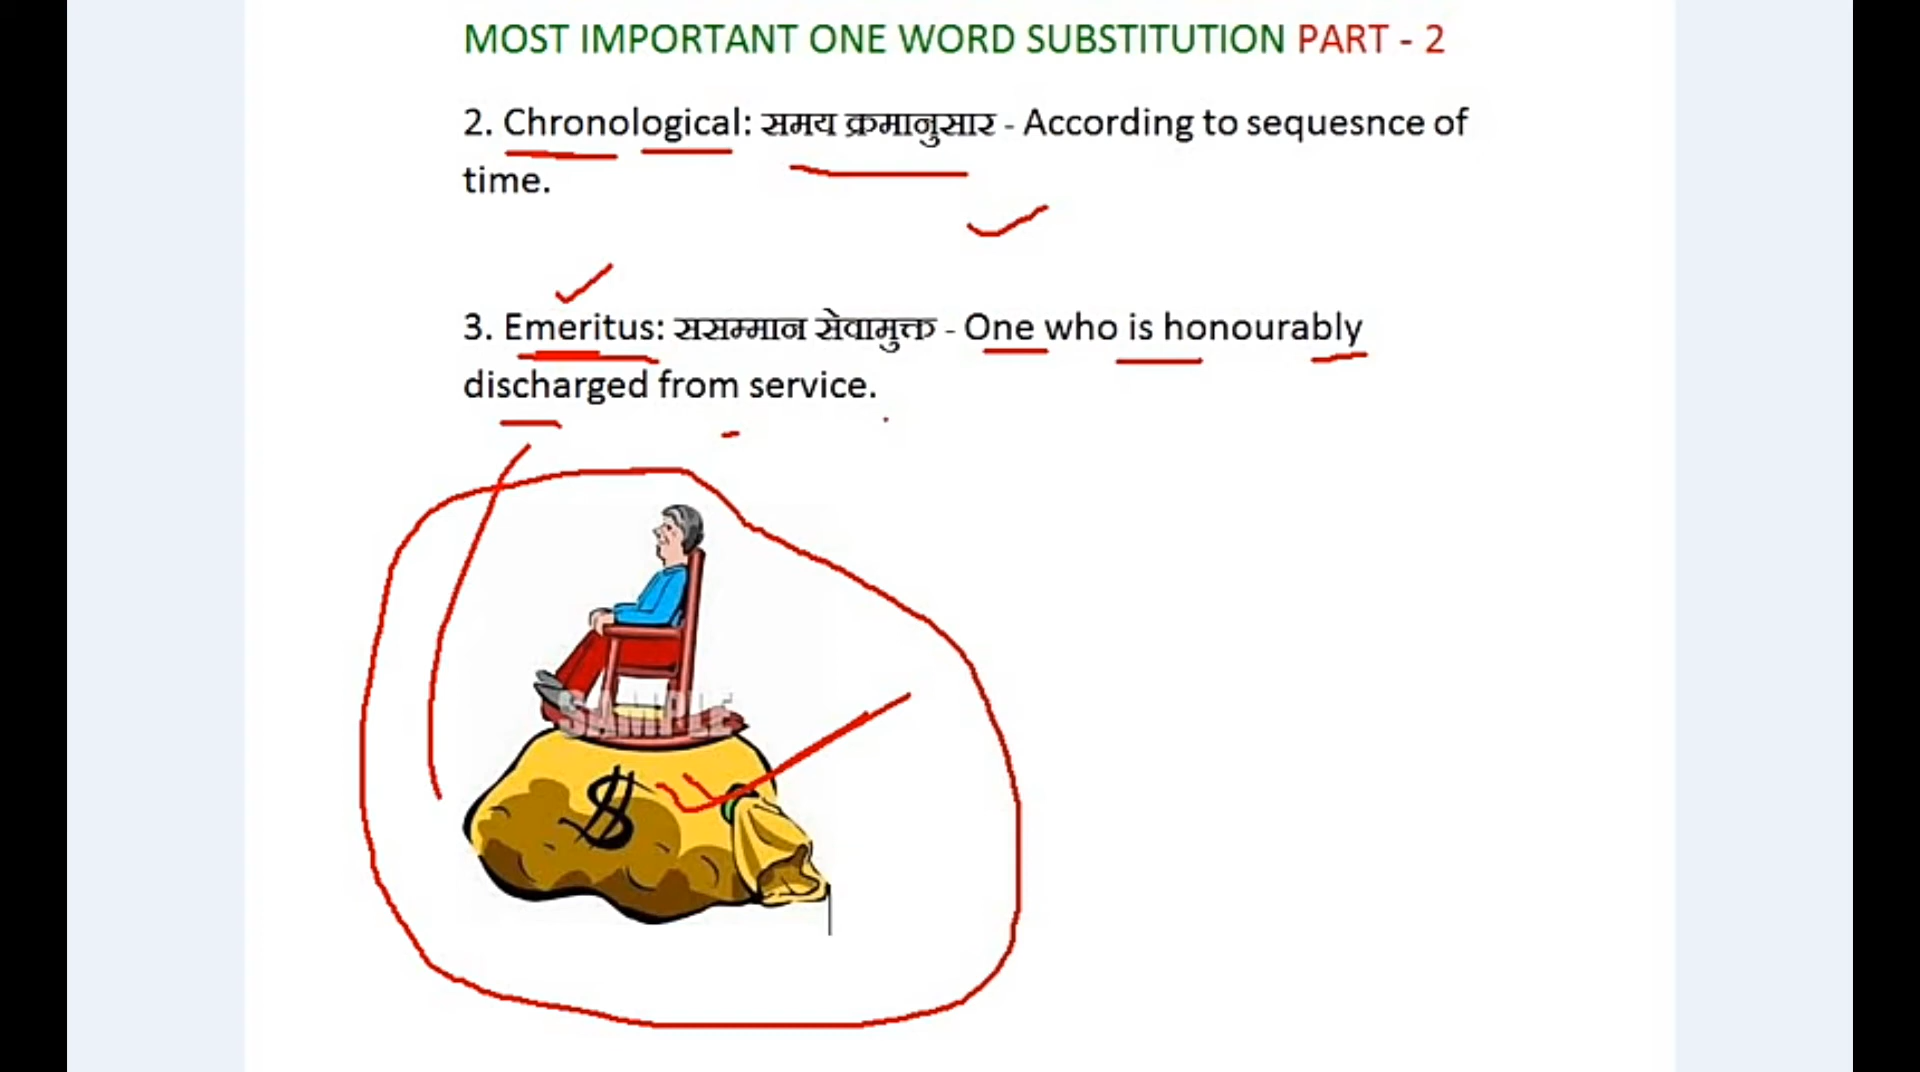 MOST IMPORTANT ONE WORD SUBSTITUTION PART - 2
2. Chronological: समय क्रमानुसार - According to sequesnce of
time.
3. Emeritus: ससम्मान सेवामुक्त - One who is honourably
discharged from service.
SAMPLE
$